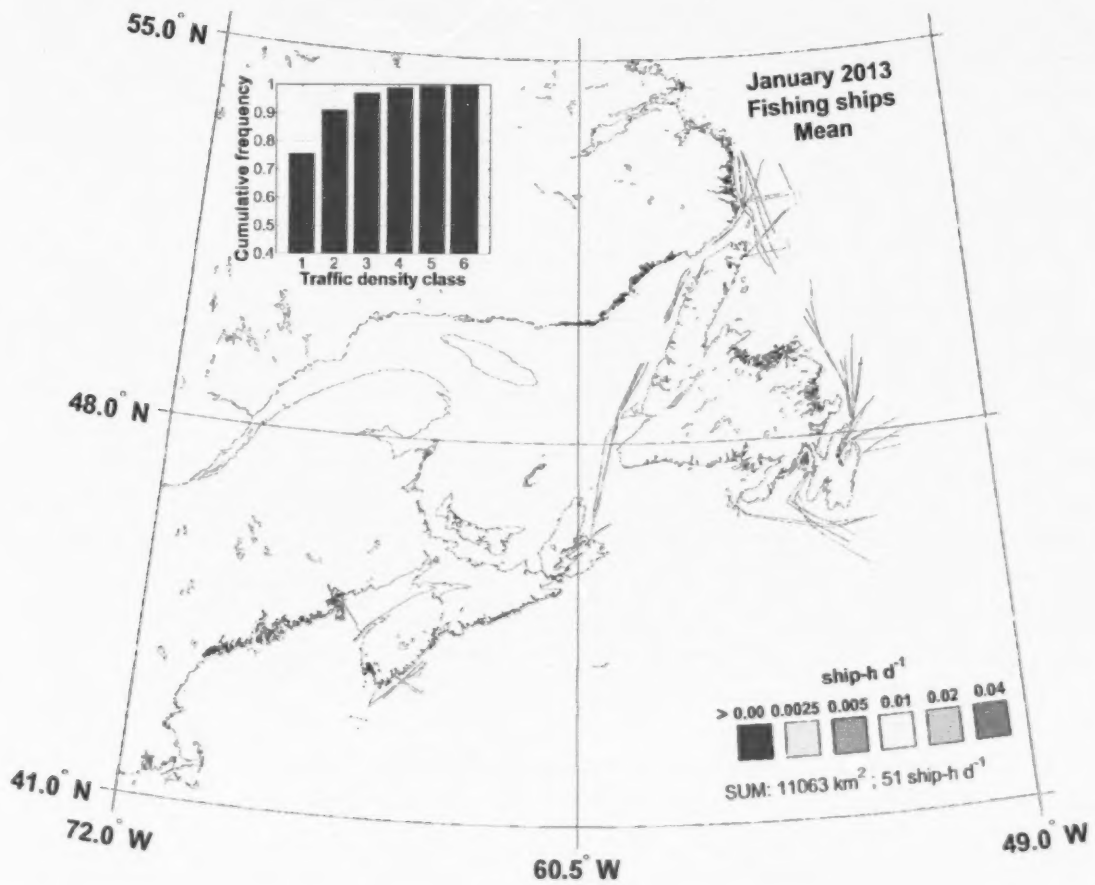 55.0° N
January 2013
Fishing ships
Mean
Cumulative frequency
1
0.9
0.8
0.7
0.6
0.5
0.4
1 2 3 4 5 6
Traffic density class
48.0° N
ship-h d⁻¹
> 0.00 0.0025 0.005 0.01 0.02 0.04
SUM: 11063 km² ; 51 ship-h d⁻¹
41.0° N
72.0° W
60.5° W
49.0° W